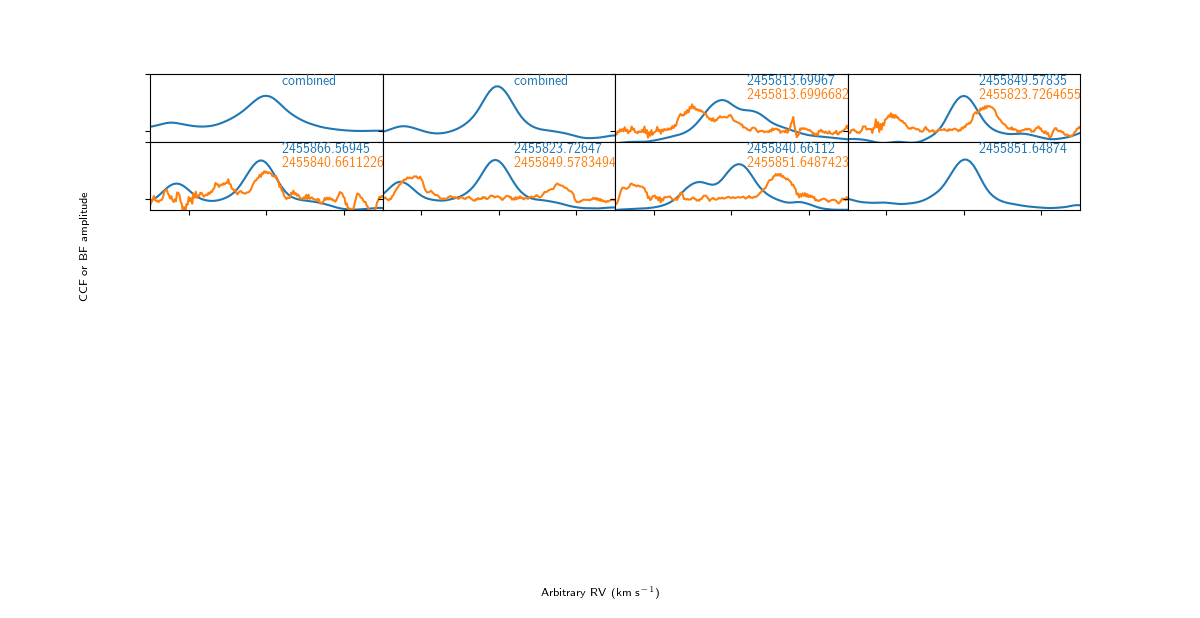 combined
combined
2455813.69967
2455813.6996682
2455849.57835
2455823.7264655
2455866.56945
2455840.6611226
2455823.72647
2455849.5783494
2455840.66112
2455851.6487423
2455851.64874
CCF or BF amplitude
Arbitrary RV (km s⁻¹)